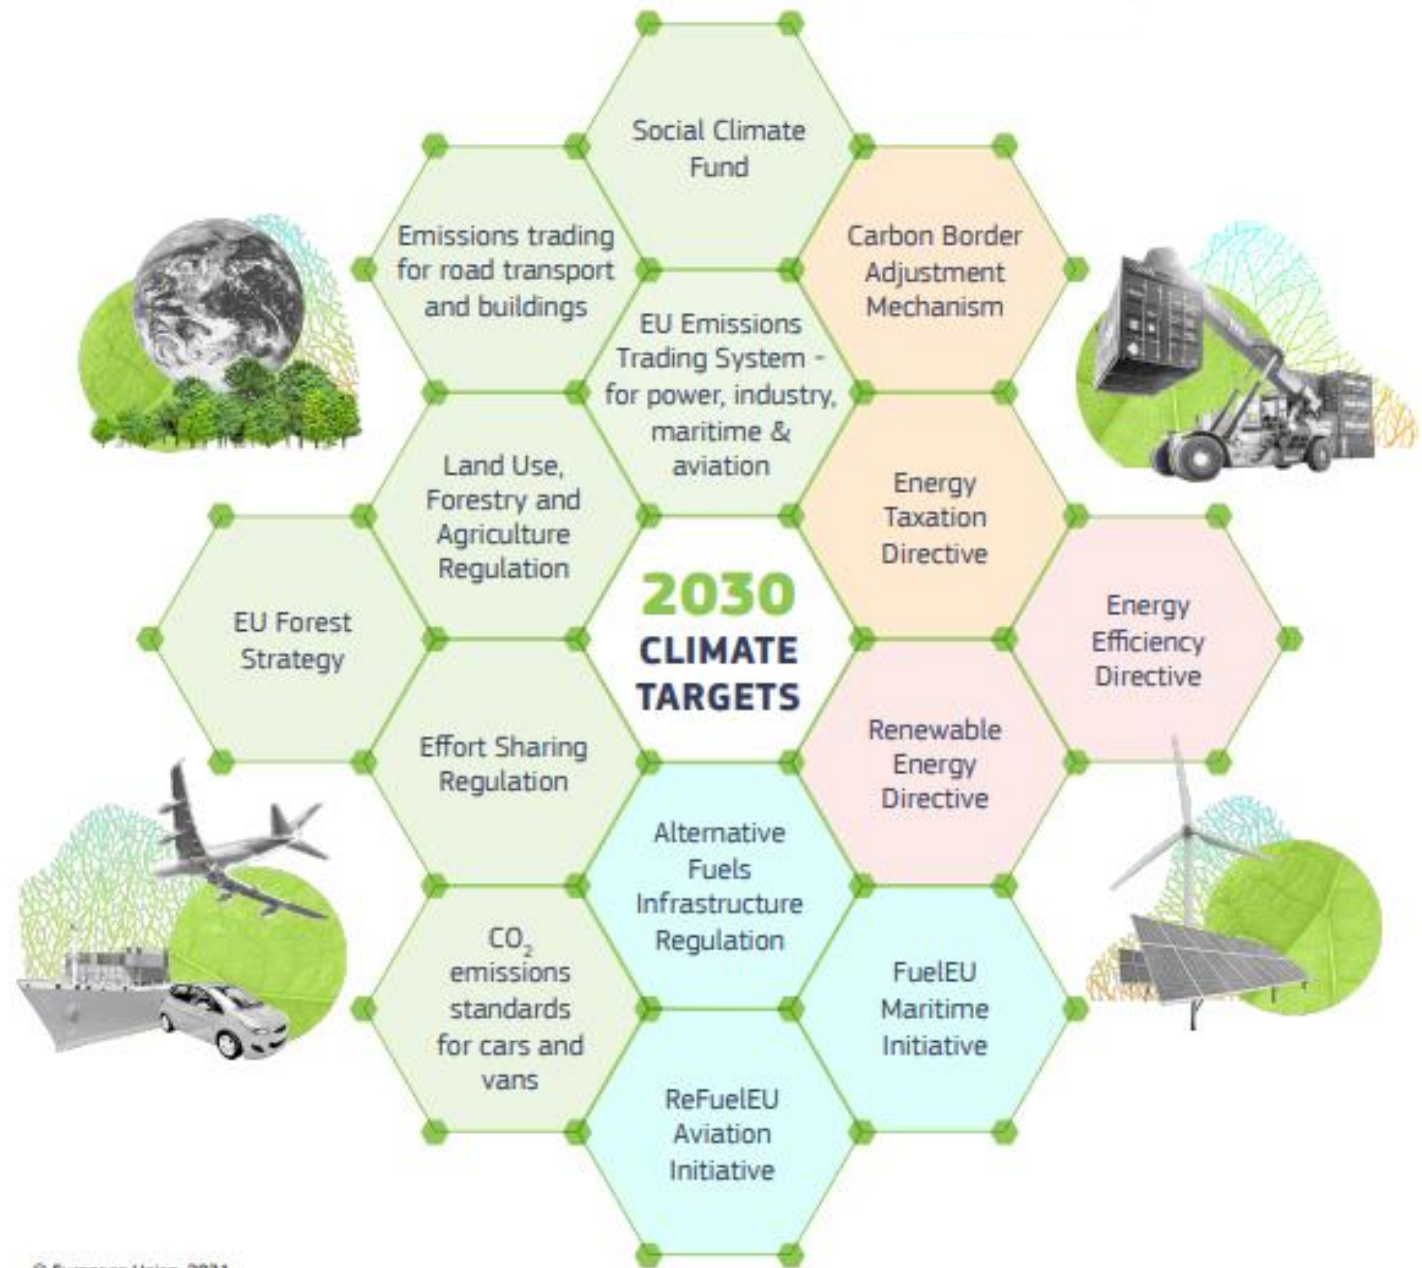 Social Climate
Fund
Emissions trading
for road transport
and buildings
Carbon Border
Adjustment
Mechanism
EU Emissions
Trading System -
for power, industry,
maritime &
aviation
Land Use,
Forestry and
Agriculture
Regulation
Energy
Taxation
Directive
EU Forest
Strategy
2030
CLIMATE
TARGETS
Energy
Efficiency
Directive
Effort Sharing
Regulation
Renewable
Energy
Directive
Alternative
Fuels
Infrastructure
Regulation
CO₂
emissions
standards
for cars and
vans
FuelEU
Maritime
Initiative
ReFuelEU
Aviation
Initiative
© European Union,